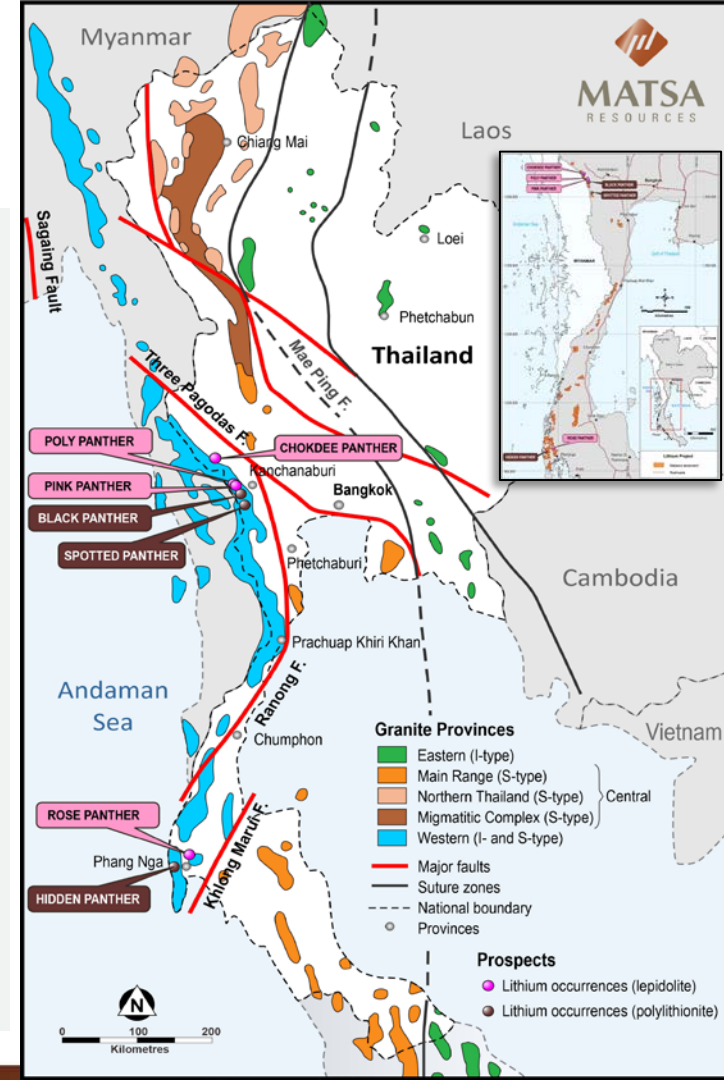 Myanmar
MATSA
RESOURCES
Laos
Chiang Mai
Sagaing Fault
Loei
Phetchabun
Thailand
Mae Ping F.
Three Pagodas F.
POLY PANTHER
CHOKDEE PANTHER
Kanchanaburi
PINK PANTHER
Bangkok
BLACK PANTHER
SPOTTED PANTHER
Phetchaburi
Cambodia
Prachuap Khiri Khan
Andaman
Sea
Ranong F.
Chumphon
Vietnam
Granite Provinces
Eastern (I-type)
Main Range (S-type)
Northern Thailand (S-type)
Central
Migmatitic Complex (S-type)
Western (I- and S-type)
ROSE PANTHER
Phang Nga
Khlong Marui F.
HIDDEN PANTHER
Major faults
Suture zones
National boundary
Provinces
Prospects
Lithium occurrences (lepidolite)
Lithium occurrences (polylithionite)
N
0 100 200
Kilometres